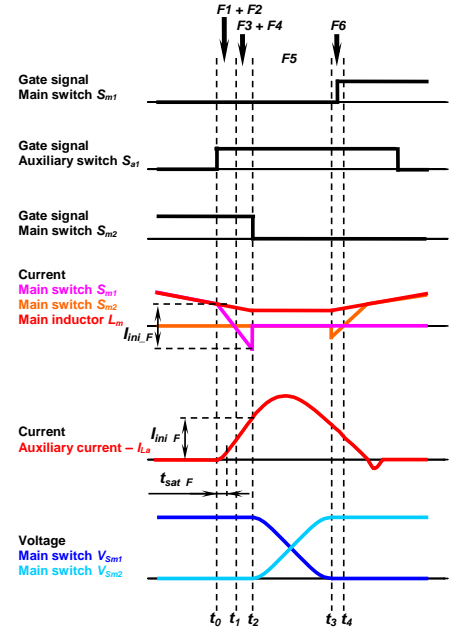 F1 + F2
F3 + F4
F6
F5
Gate signal
Main switch Sm1
Gate signal
Auxiliary switch Sa1
Gate signal
Main switch Sm2
Current
Main switch Sm1
Main switch Sm2
Main inductor Lm
Iini_F
Current
Auxiliary current – ILa
Iini_F
tsat_F
Voltage
Main switch VSm1
Main switch VSm2
t0 t1 t2 t3 t4